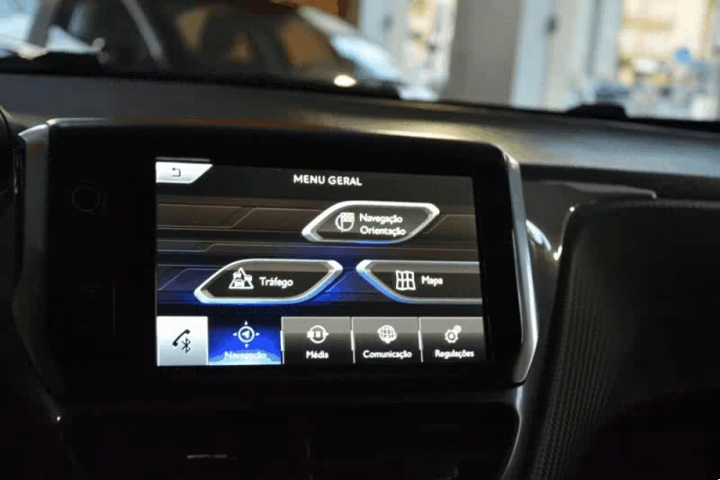 MENU GERAL
Navegação
Orientação
Tráfego
Mapa
Navegação
Média
Comunicação
Regulações